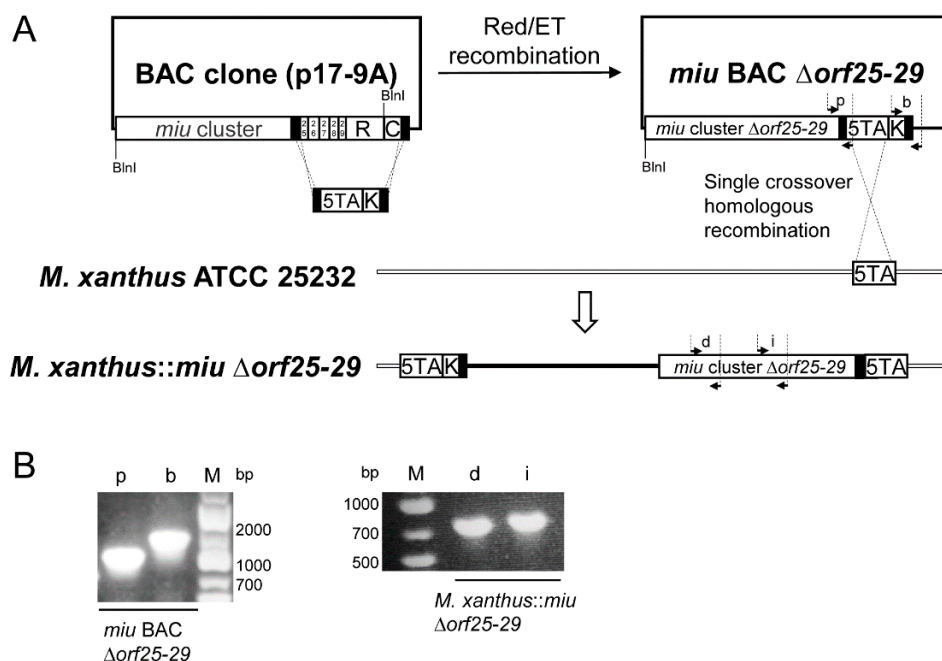 A
Red/ET
recombination
BAC clone (p17-9A)
miu BAC Δorf25-29
BlnI
p
b
miu cluster
25
26
27
28
29
R
C
miu cluster Δorf25-29
5TA
K
BlnI
BlnI
5TA
K
Single crossover
homologous
recombination
M. xanthus ATCC 25232
5TA
M. xanthus::miu Δorf25-29
5TA
K
d
i
miu cluster Δorf25-29
5TA
B
p
b
M
bp
2000
1000
700
miu BAC
Δorf25-29
bp
M
d
i
1000
700
500
M. xanthus::miu
Δorf25-29